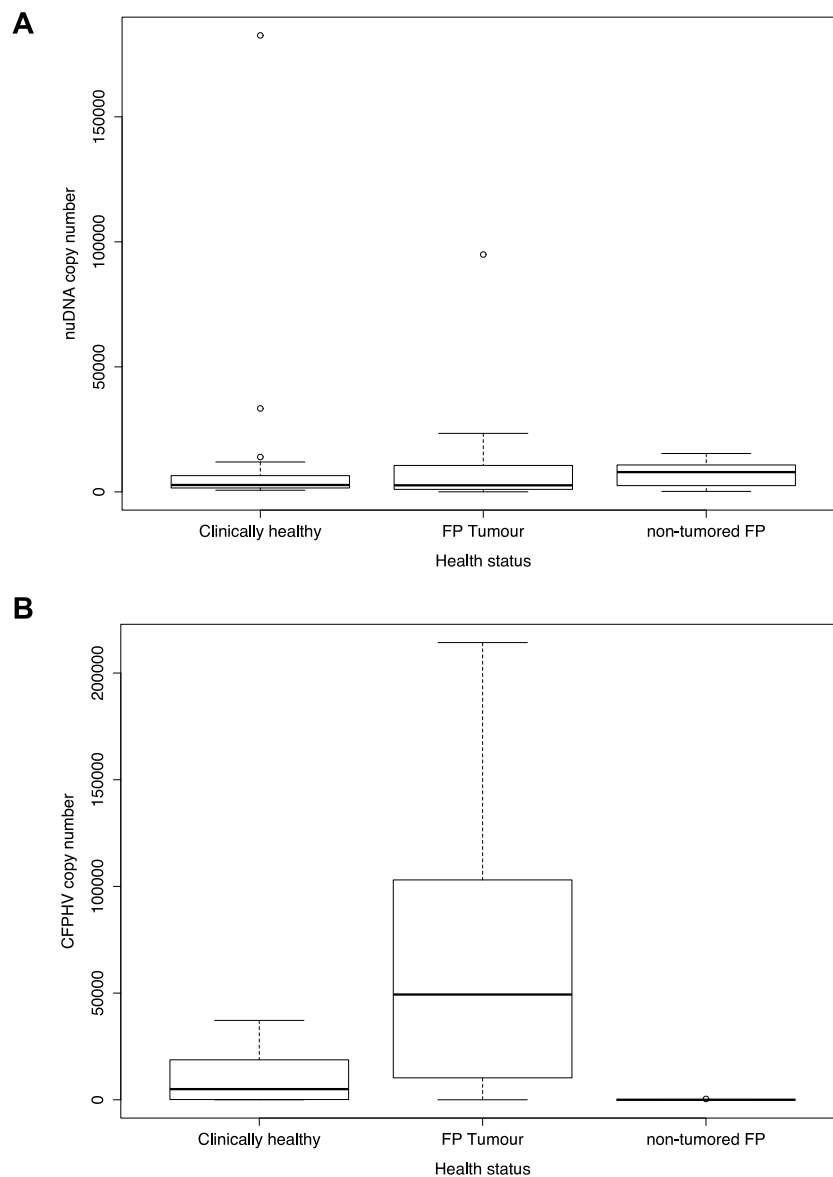 A
nuDNA copy number
150000
100000
50000
0
Clinically healthy FP Tumour non-tumored FP
Health status
B
CFPHV copy number
200000
150000
100000
50000
0
Clinically healthy FP Tumour non-tumored FP
Health status